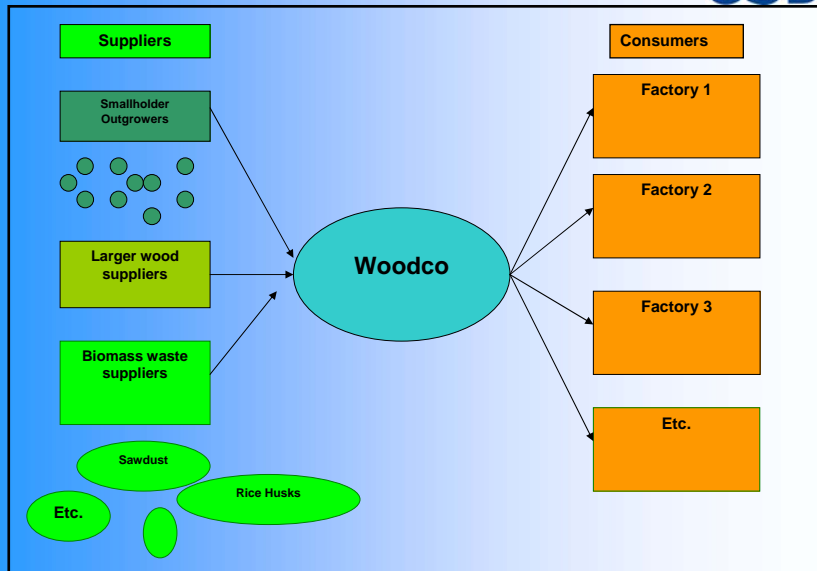 Suppliers
Consumers
Smallholder
Outgrowers
Factory 1
Factory 2
Larger wood
suppliers
Woodco
Factory 3
Biomass waste
suppliers
Etc.
Sawdust
Rice Husks
Etc.